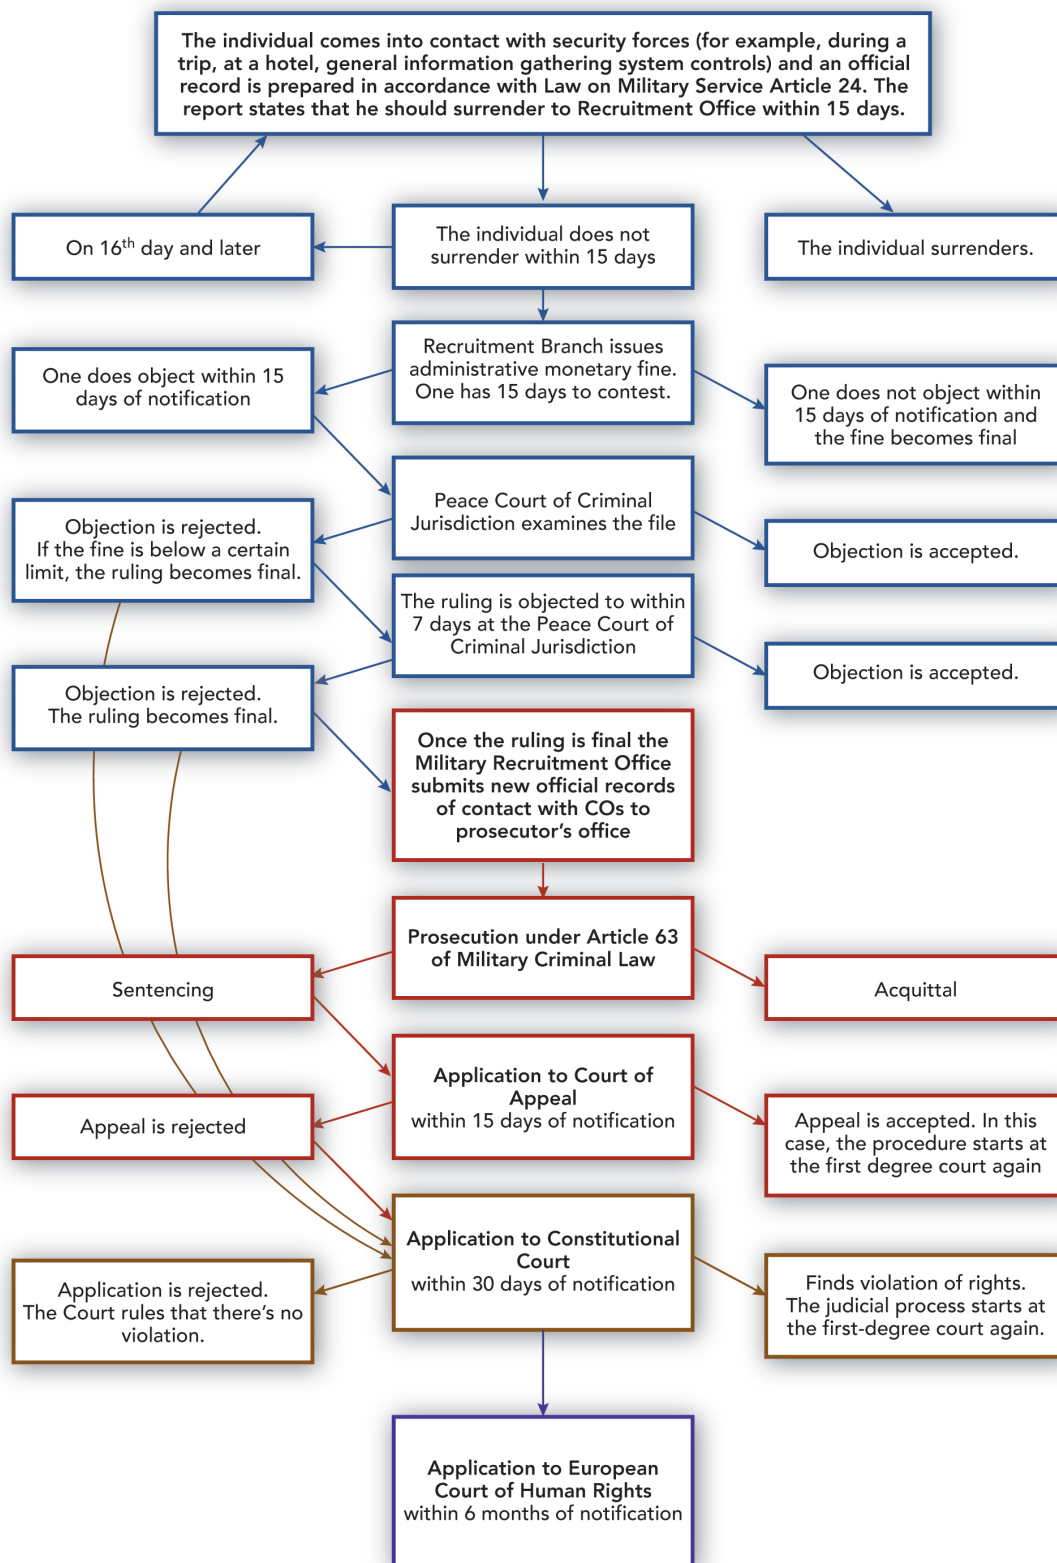 The individual comes into contact with security forces (for example, during a
trip, at a hotel, general information gathering system controls) and an official
record is prepared in accordance with Law on Military Service Article 24. The
report states that he should surrender to Recruitment Office within 15 days.
On 16th day and later
The individual does not
surrender within 15 days
The individual surrenders.
Recruitment Branch issues
administrative monetary fine.
One has 15 days to contest.
One does object within 15
days of notification
One does not object within
15 days of notification and
the fine becomes final
Peace Court of Criminal
Jurisdiction examines the file
Objection is rejected.
If the fine is below a certain
limit, the ruling becomes final.
Objection is accepted.
The ruling is objected to within
7 days at the Peace Court of
Criminal Jurisdiction
Objection is rejected.
The ruling becomes final.
Objection is accepted.
Once the ruling is final the
Military Recruitment Office
submits new official records
of contact with COs to
prosecutor's office
Prosecution under Article 63
of Military Criminal Law
Sentencing
Acquittal
Application to Court of
Appeal
within 15 days of notification
Appeal is rejected
Appeal is accepted. In this
case, the procedure starts at
the first degree court again
Application to Constitutional
Court
within 30 days of notification
Application is rejected.
The Court rules that there's no
violation.
Finds violation of rights.
The judicial process starts at
the first-degree court again.
Application to European
Court of Human Rights
within 6 months of notification